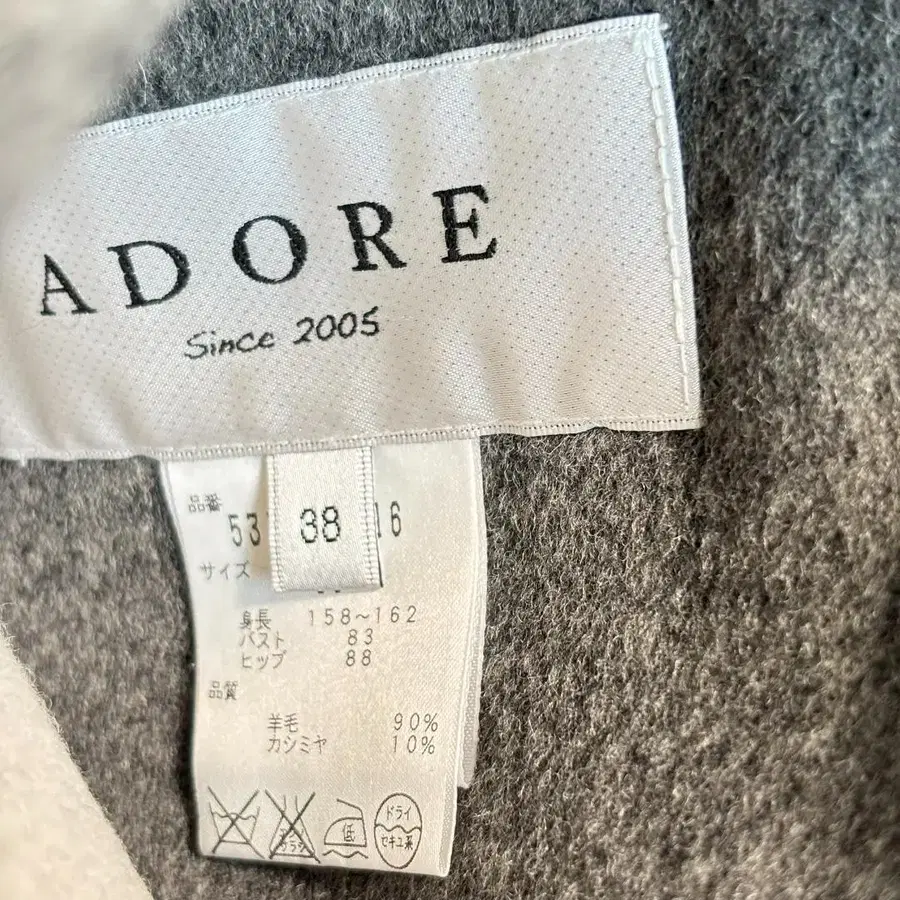 ADORE
Since 2005
品番
53 38 16
サイズ
身長 158~162
バスト 83
ヒップ 88
品質
羊毛 90%
カシミヤ 10%
低
ドライ
セキユ系